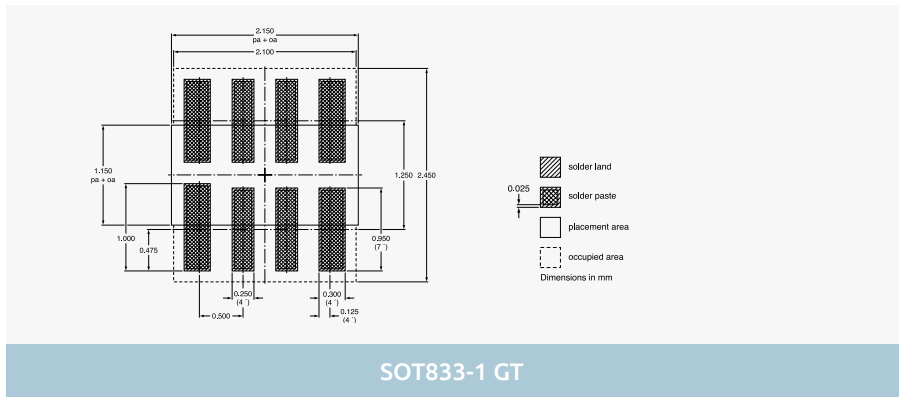 2.150
pa + oa
2.100
1.150
pa + oa
1.250
2.450
1.000
0.475
0.950
(7 ´)
0.250
(4 ´)
0.300
(4 ´)
0.500
0.125
(4 ´)
solder land
0.025
solder paste
placement area
occupied area
Dimensions in mm
SOT833-1 GT